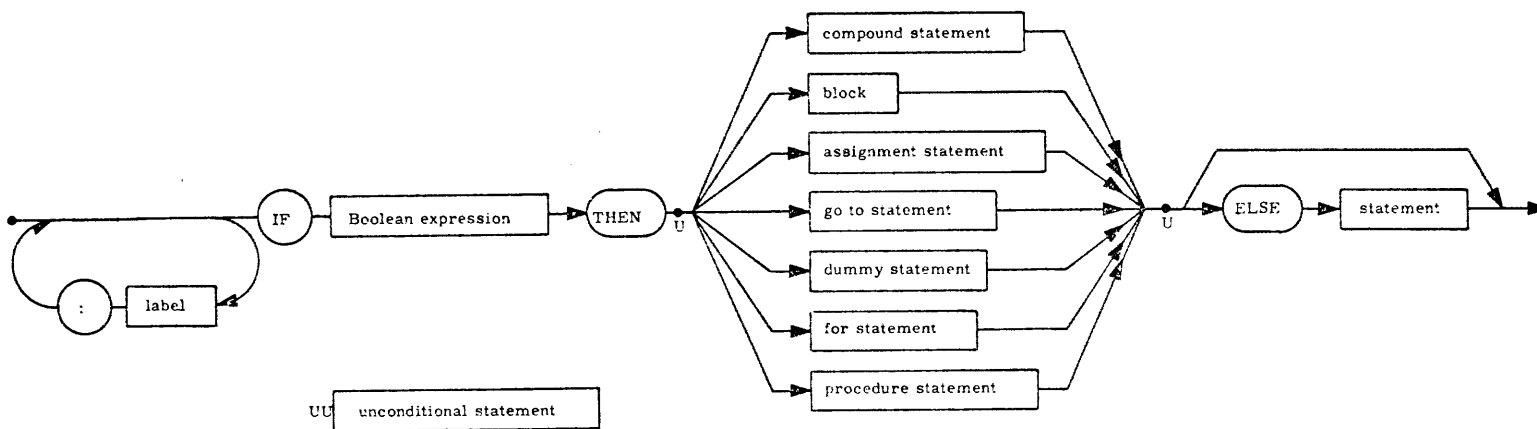 compound statement
block
assignment statement
IF
Boolean expression
THEN
U
go to statement
U
ELSE
statement
dummy statement
:
label
for statement
procedure statement
UU unconditional statement